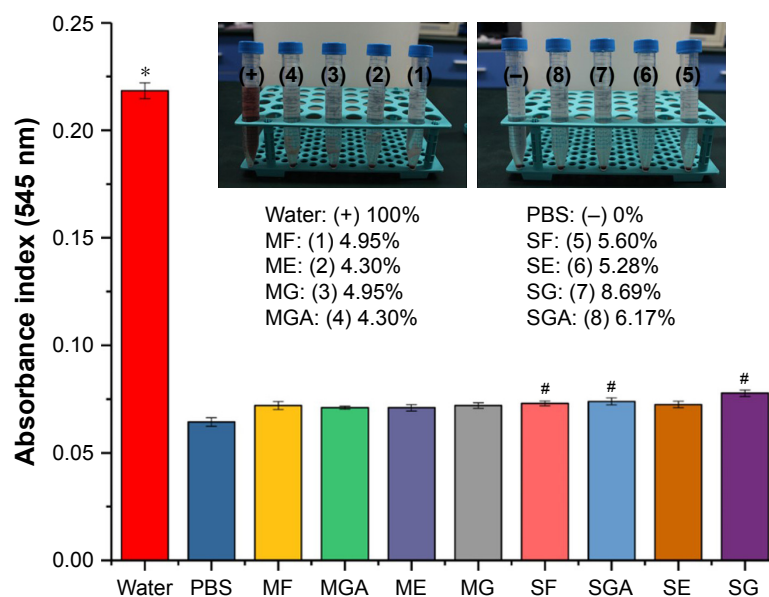 Absorbance index (545 nm)
0.25
0.20
0.15
0.10
0.05
0.00
*
(+) (4) (3) (2) (1)
(–) (8) (7) (6) (5)
Water: (+) 100%
MF: (1) 4.95%
ME: (2) 4.30%
MG: (3) 4.95%
MGA: (4) 4.30%
PBS: (–) 0%
SF: (5) 5.60%
SE: (6) 5.28%
SG: (7) 8.69%
SGA: (8) 6.17%
# # #
Water PBS MF MGA ME MG SF SGA SE SG